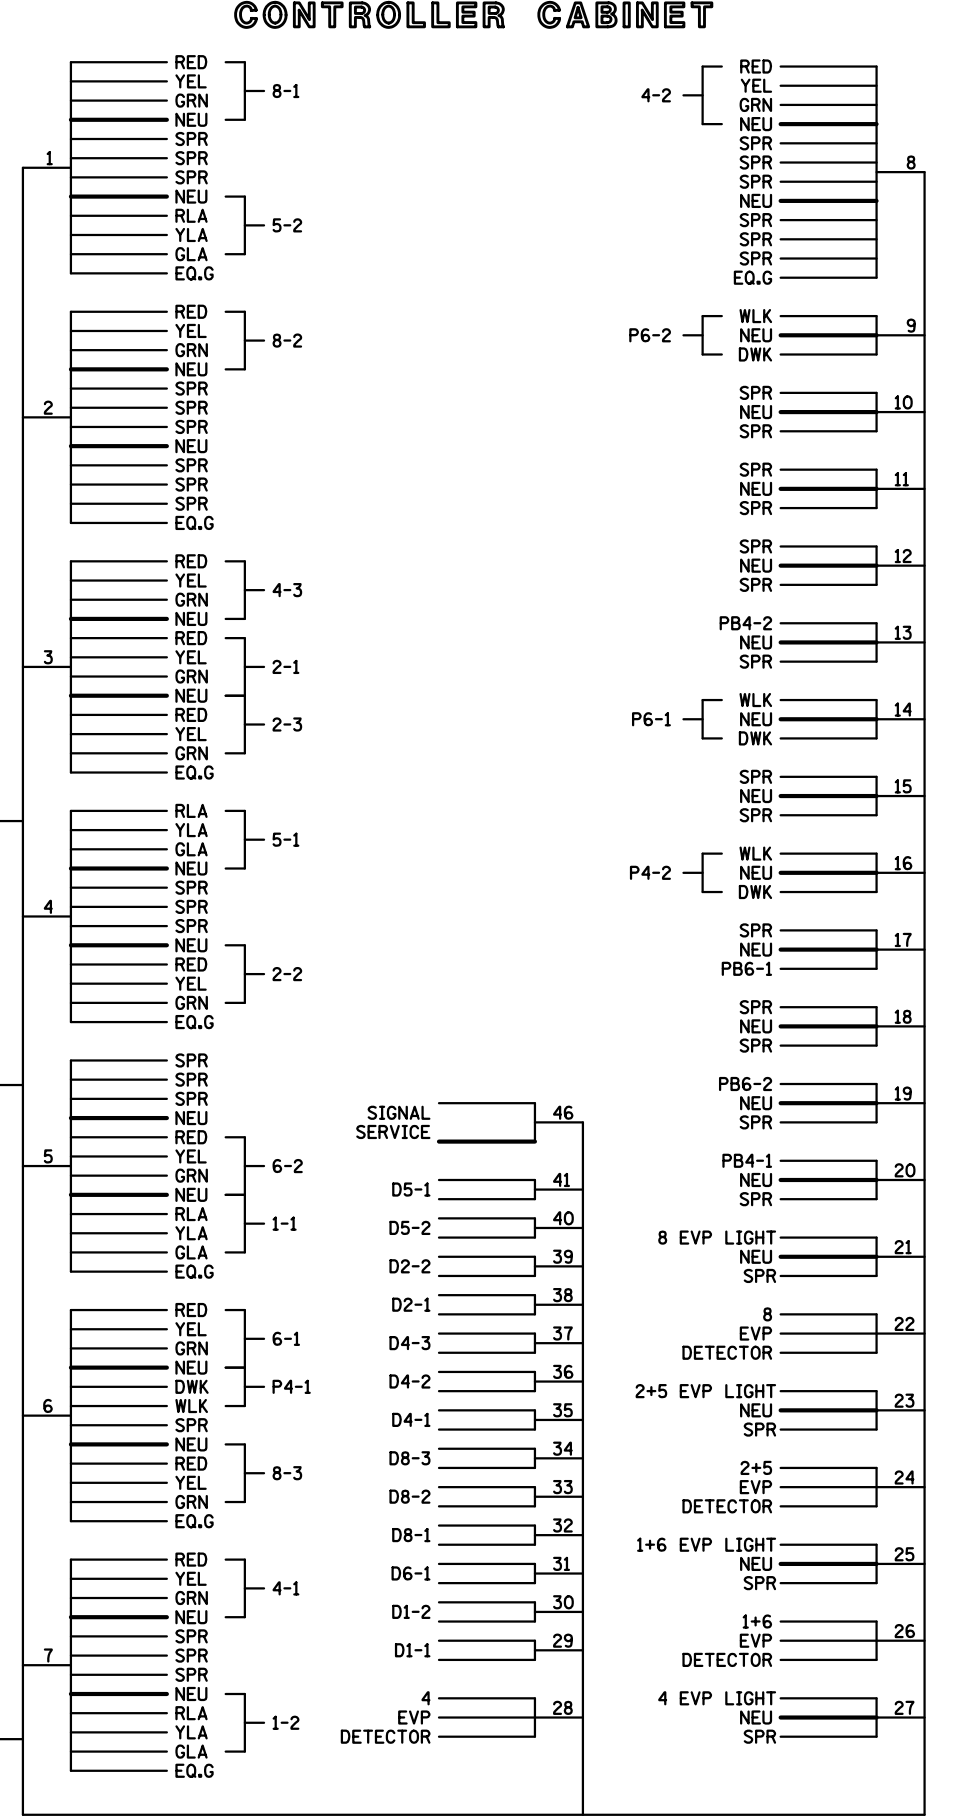 CONTROLLER CABINET
RED
YEL
GRN
NEU
8-1
SPR
SPR
SPR
1
NEU
RLA
YLA
GLA
5-2
EQ.G
RED
YEL
GRN
NEU
8-2
SPR
SPR
SPR
2
NEU
SPR
SPR
SPR
EQ.G
RED
YEL
GRN
NEU
4-3
RED
YEL
GRN
3
2-1
NEU
RED
YEL
GRN
2-3
EQ.G
RLA
YLA
GLA
NEU
5-1
SPR
SPR
SPR
4
NEU
RED
YEL
GRN
2-2
EQ.G
SPR
SPR
SPR
NEU
RED
YEL
GRN
5
6-2
NEU
RLA
YLA
GLA
1-1
EQ.G
RED
YEL
GRN
NEU
6-1
DWK
WLK
P4-1
SPR
6
NEU
RED
YEL
GRN
8-3
EQ.G
RED
YEL
GRN
NEU
4-1
SPR
SPR
SPR
7
NEU
RLA
YLA
GLA
1-2
EQ.G
SIGNAL
SERVICE
46
D5-1
41
D5-2
40
D2-2
39
D2-1
38
D4-3
37
D4-2
36
D4-1
35
D8-3
34
D8-2
33
D8-1
32
D6-1
31
D1-2
30
D1-1
29
4
EVP
DETECTOR
28
4-2
RED
YEL
GRN
NEU
SPR
SPR
SPR
NEU
SPR
SPR
SPR
EQ.G
8
P6-2
WLK
NEU
DWK
9
SPR
NEU
SPR
10
SPR
NEU
SPR
11
SPR
NEU
SPR
12
PB4-2
NEU
SPR
13
P6-1
WLK
NEU
DWK
14
SPR
NEU
SPR
15
P4-2
WLK
NEU
DWK
16
SPR
NEU
PB6-1
17
SPR
NEU
SPR
18
PB6-2
NEU
SPR
19
PB4-1
NEU
SPR
20
8 EVP LIGHT
NEU
SPR
21
8
EVP
DETECTOR
22
2+5 EVP LIGHT
NEU
SPR
23
2+5
EVP
DETECTOR
24
1+6 EVP LIGHT
NEU
SPR
25
1+6
EVP
DETECTOR
26
4 EVP LIGHT
NEU
SPR
27